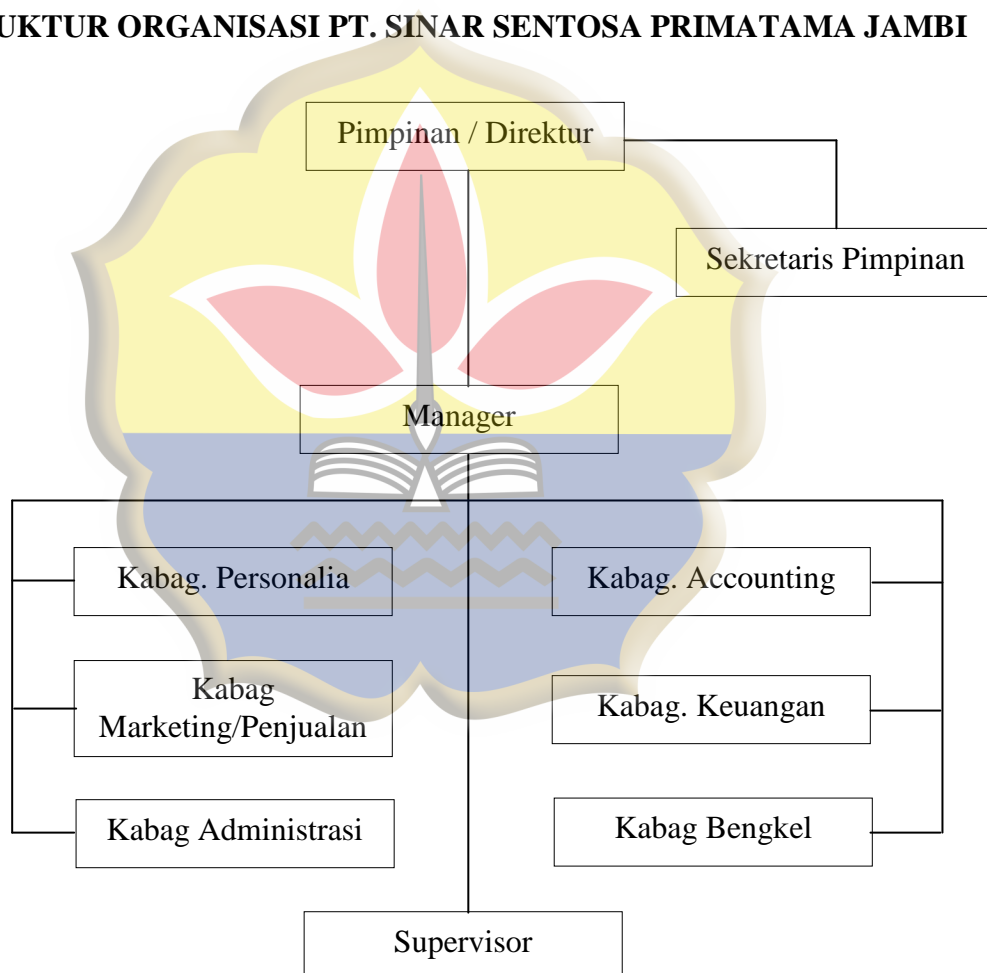 UKTUR ORGANISASI PT. SINAR SENTOSA PRIMATAMA JAMBI
Pimpinan / Direktur
Sekretaris Pimpinan
Manager
Kabag. Personalia
Kabag. Accounting
Kabag
Marketing/Penjualan
Kabag. Keuangan
Kabag Administrasi
Kabag Bengkel
Supervisor